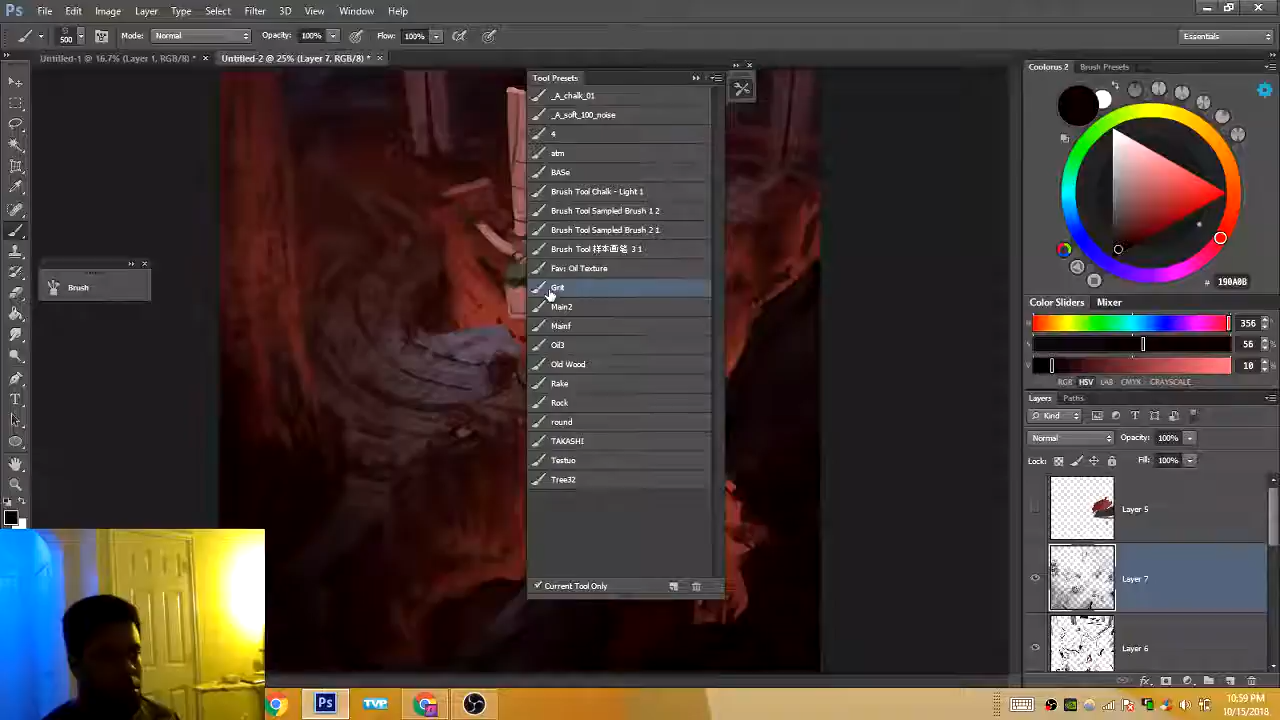 Ps File Edit Image Layer Type Select Filter 3D View Window Help
500 Mode: Normal Opacity: 100% Flow: 100% Essentials
Untitled-1 @ 16.7% (Layer 1, RGB/8) * × Untitled-2 @ 25% (Layer 7, RGB/8) * ×
Tool Presets
_A_chalk_01
_A_soft_100_noise
4
atm
BASe
Brush Tool Chalk - Light 1
Brush Tool Sampled Brush 1 2
Brush Tool Sampled Brush 2 1
Brush Tool 样本画笔 3 1
Fav: Oil Texture
Grit
Main2
Mainf
Oil3
Old Wood
Rake
Rock
round
TAKASHI
Testuo
Tree32
Current Tool Only
Brush
Coolorus 2 Brush Presets
# 190A0B
Color Sliders Mixer
H 356 °
S 56 %
V 10 %
RGB HSV LAB CMYK GRAYSCALE
Layers Paths
Kind
Normal Opacity: 100%
Lock: Fill: 100%
Layer 5
Layer 7
Layer 6
fx
Ps TVP
10:59 PM
10/15/2018